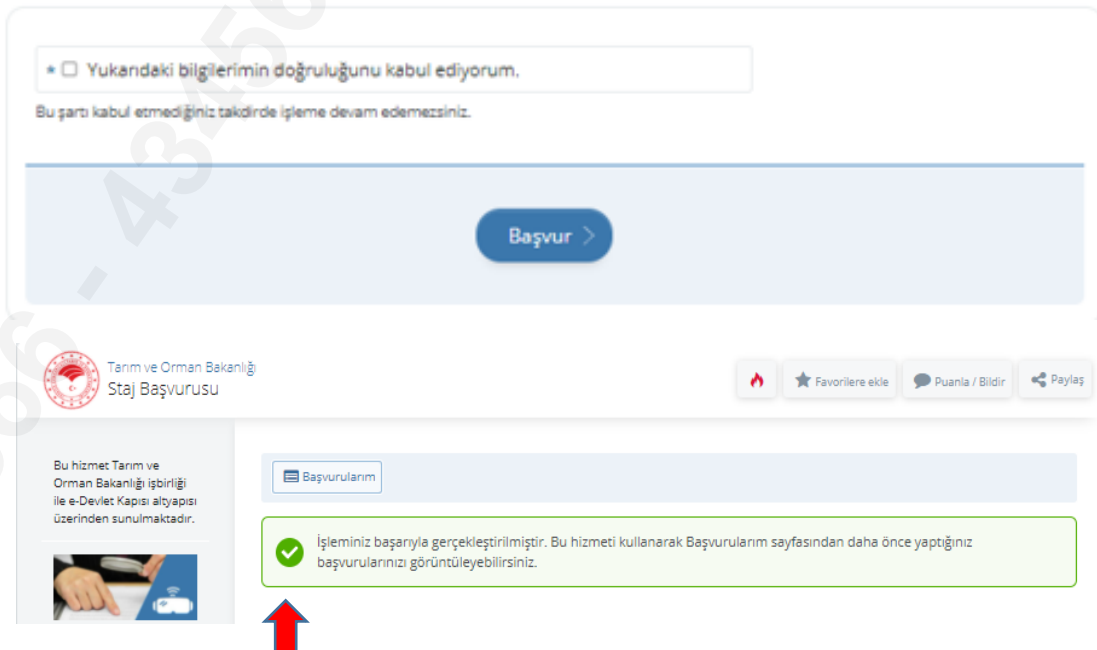 * Yukarıdaki bilgilerimin doğruluğunu kabul ediyorum.
Bu şartı kabul etmediğiniz takdirde işleme devam edemezsiniz.
Başvur
Tarım ve Orman Bakanlığı
Staj Başvurusu
Favorilere ekle
Puanla / Bildir
Paylaş
Bu hizmet Tarım ve
Orman Bakanlığı işbirliği
ile e-Devlet Kapısı altyapısı
üzerinden sunulmaktadır.
Başvurularım
İşleminiz başarıyla gerçekleştirilmiştir. Bu hizmeti kullanarak Başvurularım sayfasından daha önce yaptığınız
başvurularınızı görüntüleyebilirsiniz.